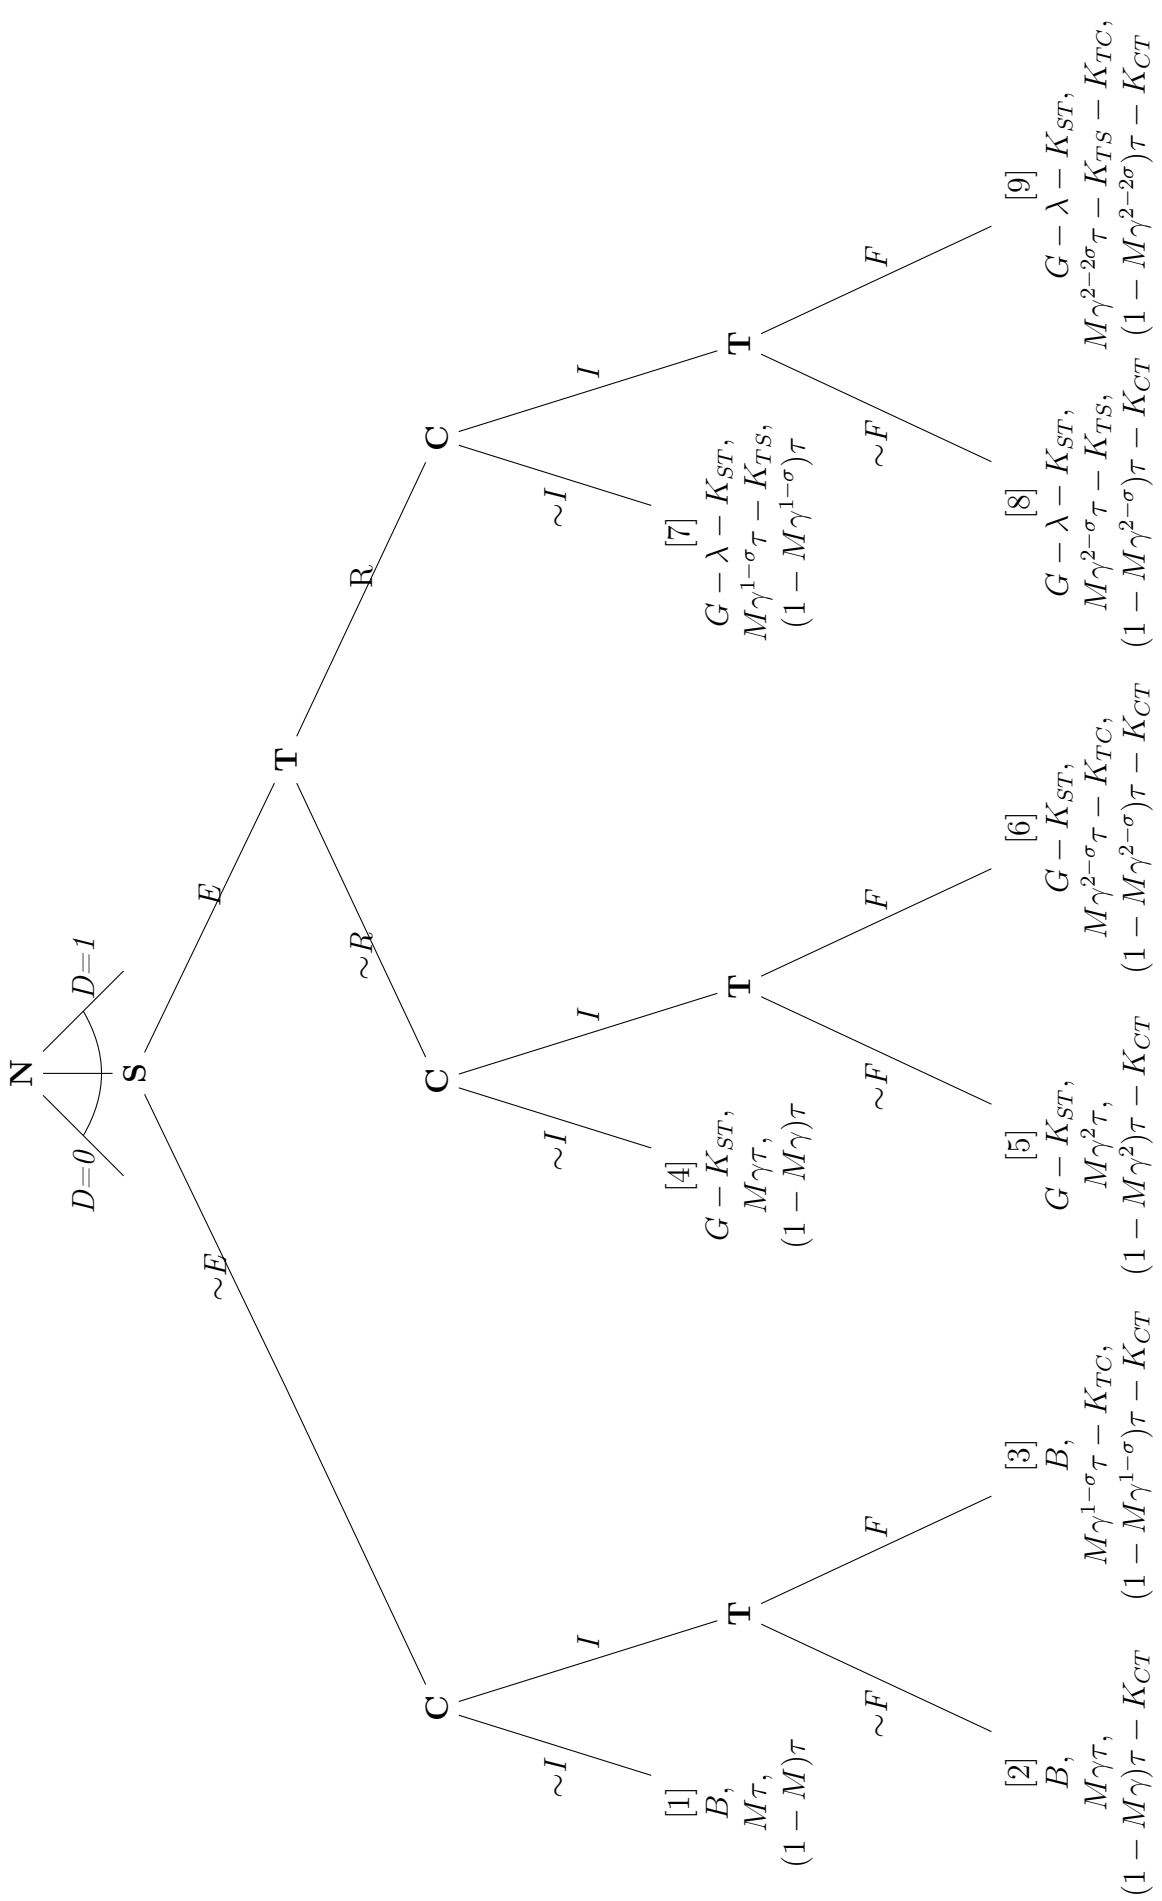 N
D=0
D=1
S
~E
E
T
~R
R
C
C
C
~I
I
~I
I
~I
I
[1]
B,
Mτ,
(1 − M)τ
T
[4]
G − K_{ST},
Mγτ,
(1 − Mγ)τ
T
[7]
G − λ − K_{ST},
Mγ^{1−σ}τ − K_{TS},
(1 − Mγ^{1−σ})τ
T
~F
F
~F
F
~F
F
[2]
B,
Mγτ,
(1 − Mγ)τ − K_{CT}
[3]
B,
Mγ^{1−σ}τ − K_{TC},
(1 − Mγ^{1−σ})τ − K_{CT}
[5]
G − K_{ST},
Mγ^{2}τ,
(1 − Mγ^{2})τ − K_{CT}
[6]
G − K_{ST},
Mγ^{2−σ}τ − K_{TC},
(1 − Mγ^{2−σ})τ − K_{CT}
[8]
G − λ − K_{ST},
Mγ^{2−σ}τ − K_{TS},
(1 − Mγ^{2−σ})τ − K_{CT}
[9]
G − λ − K_{ST},
Mγ^{2−2σ}τ − K_{TS} − K_{TC},
(1 − Mγ^{2−2σ})τ − K_{CT}